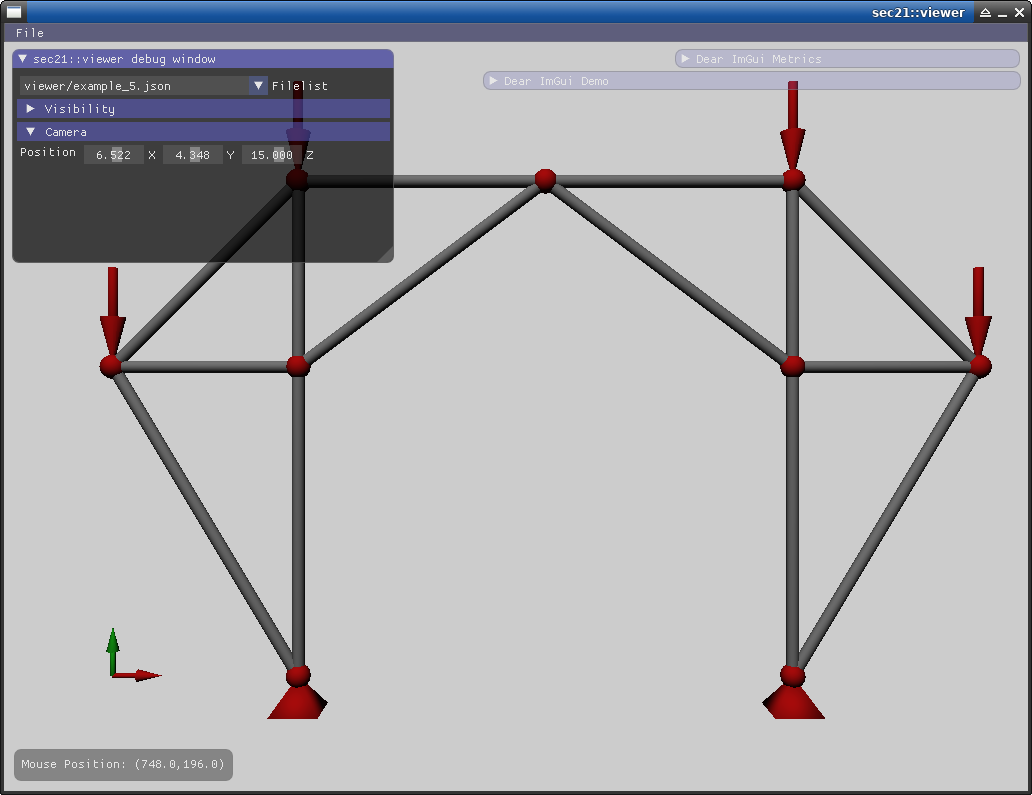 sec21::viewer
File
sec21::viewer debug window
Dear ImGui Metrics
Dear ImGui Demo
viewer/example_5.json Filelist
Visibility
Camera
Position 6.522 X 4.348 Y 15.000 Z
Mouse Position: (748.0,196.0)